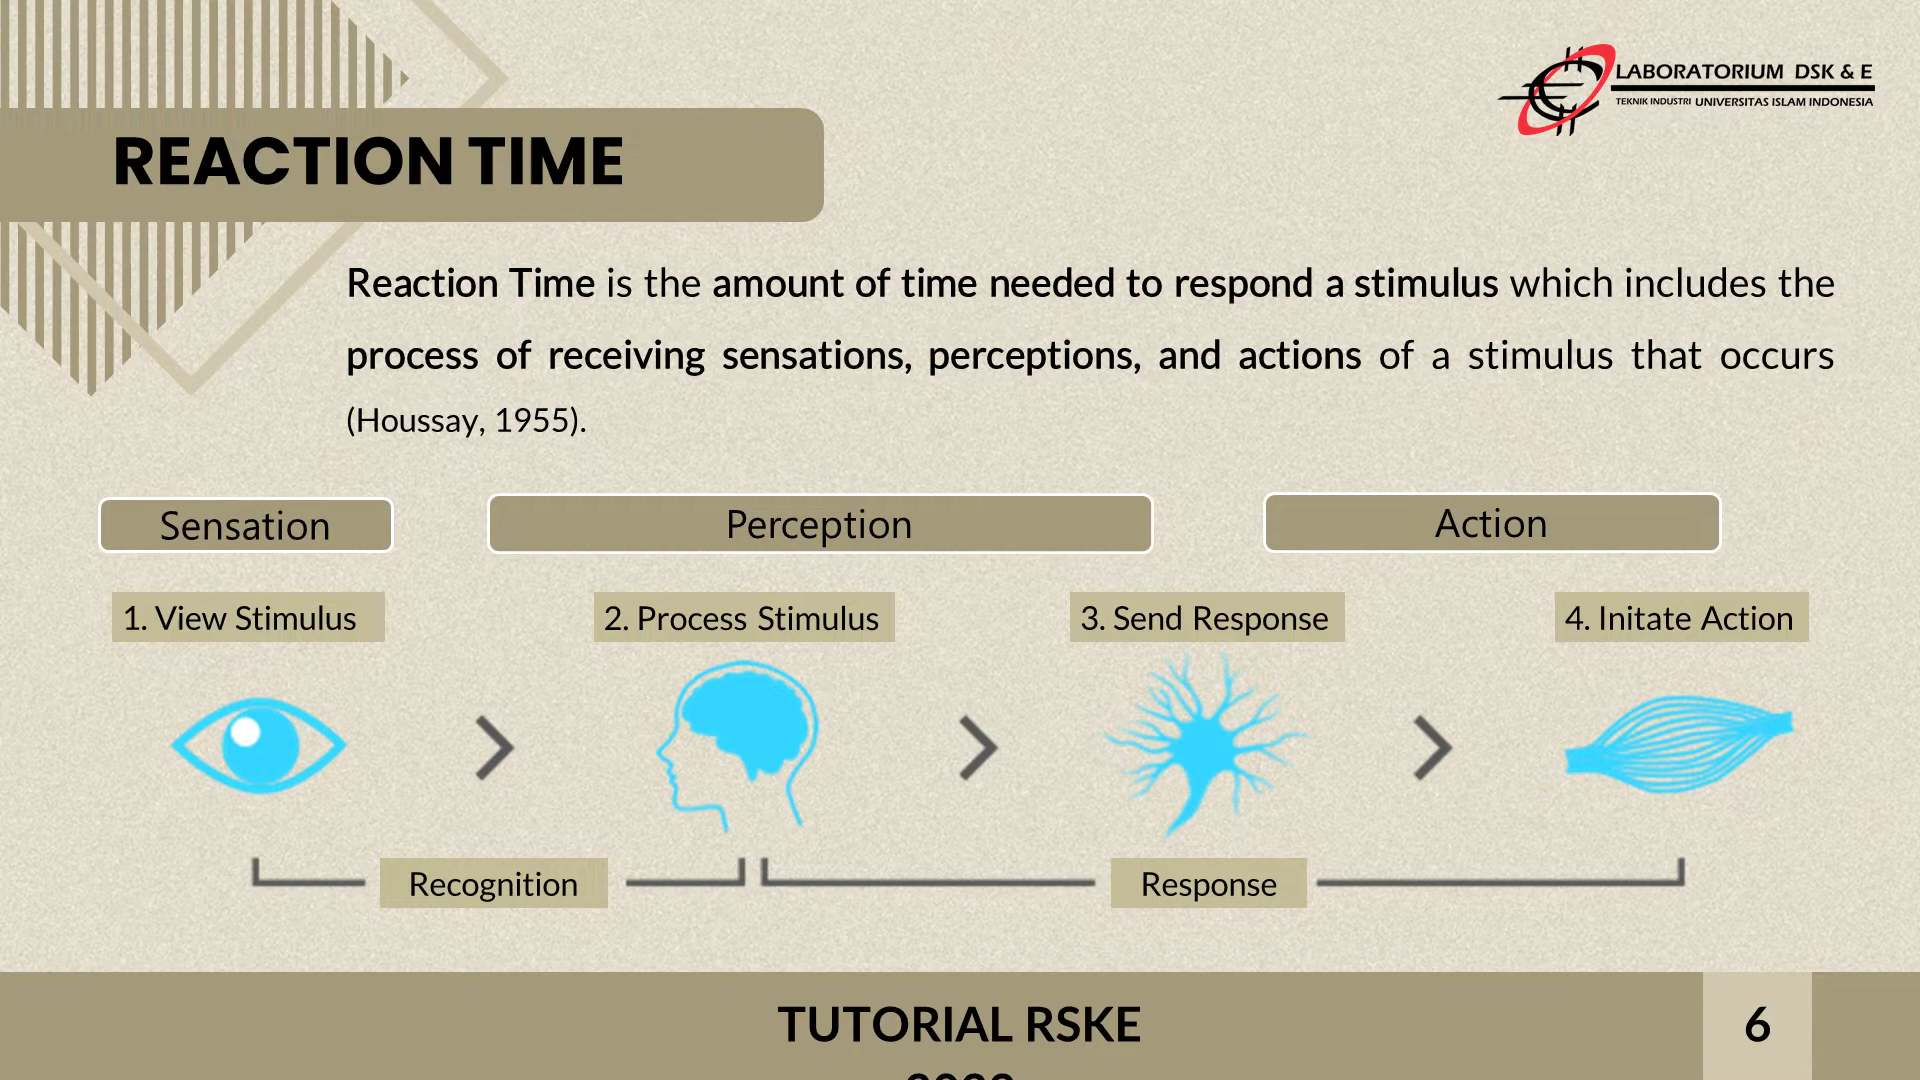 LABORATORIUM DSK & E
TEKNIK INDUSTRI UNIVERSITAS ISLAM INDONESIA
REACTION TIME
Reaction Time is the amount of time needed to respond a stimulus which includes the
process of receiving sensations, perceptions, and actions of a stimulus that occurs
(Houssay, 1955).
Sensation
Perception
Action
1. View Stimulus
2. Process Stimulus
3. Send Response
4. Initate Action
Recognition
Response
TUTORIAL RSKE
6